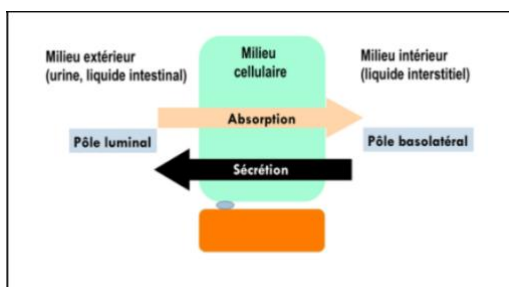 Milieu extérieur
(urine, liquide intestinal)
Milieu
cellulaire
Milieu intérieur
(liquide interstitiel)
Absorption
Pôle luminal
Pôle basolatéral
Sécrétion